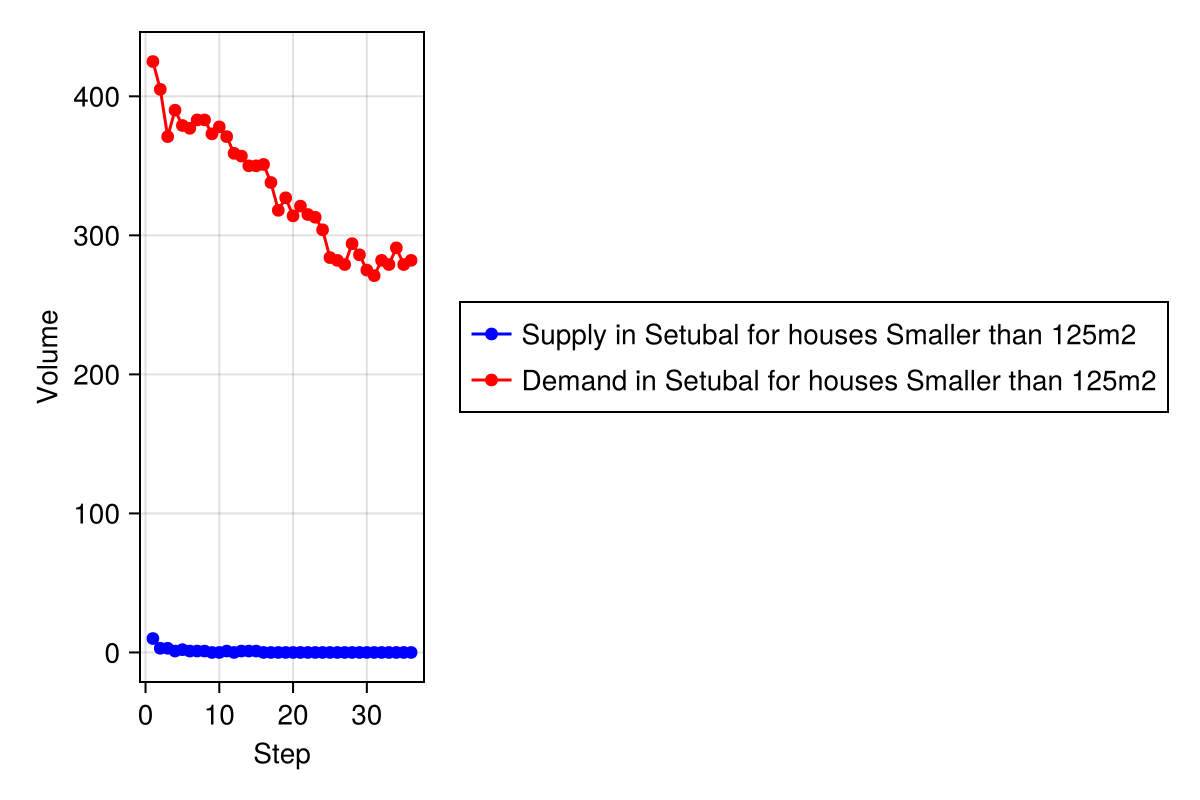 400
300
200
100
0
Volume
0 10 20 30
Step
Supply in Setubal for houses Smaller than 125m2
Demand in Setubal for houses Smaller than 125m2